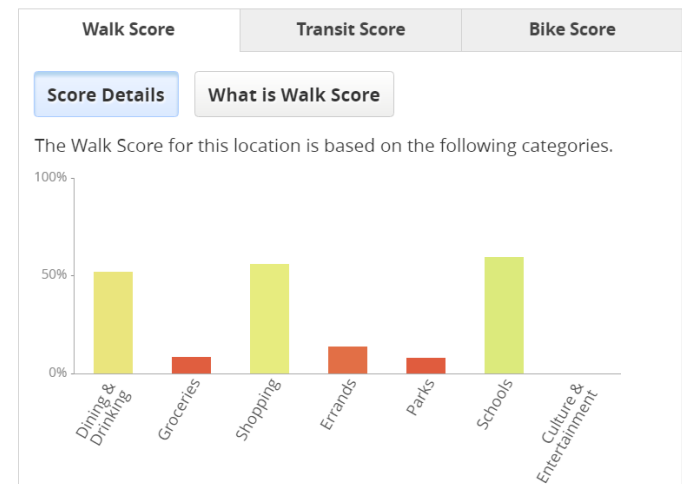 Walk Score
Transit Score
Bike Score
Score Details
What is Walk Score
The Walk Score for this location is based on the following categories.
100%
50%
0%
Dining &
Drinking
Groceries
Shopping
Errands
Parks
Schools
Culture &
Entertainment